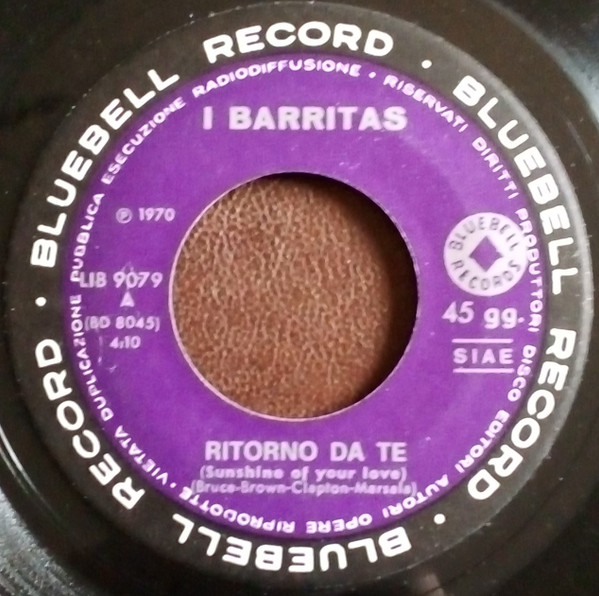 BLUEBELL RECORD • BLUEBELL RECORD • BLUEBELL RECORD •
VIETATA DUPLICAZIONE PUBBLICA ESECUZIONE RADIODIFFUSIONE • RISERVATI DIRITTI PRODUTTORI DISCO EDITORI AUTORI OPERE RIPRODOTTE •
I BARRITAS
℗ 1970
BLUEBELL RECORDS
LIB 9079
A
(BD 8045)
4:10
45 gg.
SIAE
RITORNO DA TE
(Sunshine of your love)
(Bruce-Brown-Clapton-Marsala)